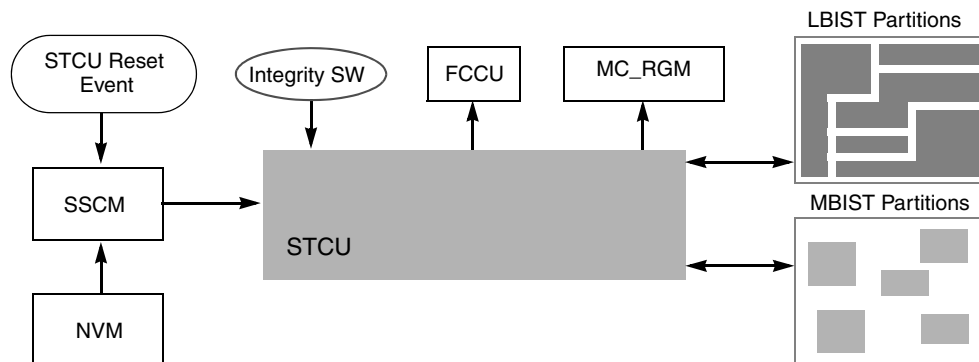 LBIST Partitions
STCU Reset
Event
Integrity SW
FCCU
MC_RGM
SSCM
STCU
MBIST Partitions
NVM